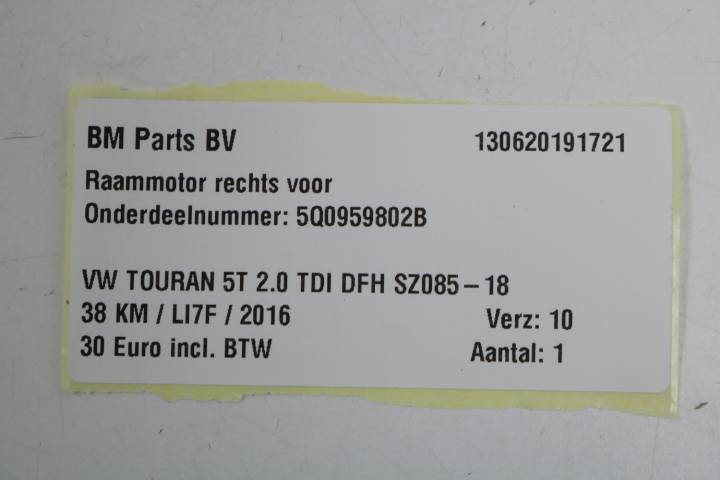 BM Parts BV 130620191721
Raammotor rechts voor
Onderdeelnummer: 5Q0959802B
VW TOURAN 5T 2.0 TDI DFH SZ085-18
38 KM / LI7F / 2016 Verz: 10
30 Euro incl. BTW Aantal: 1